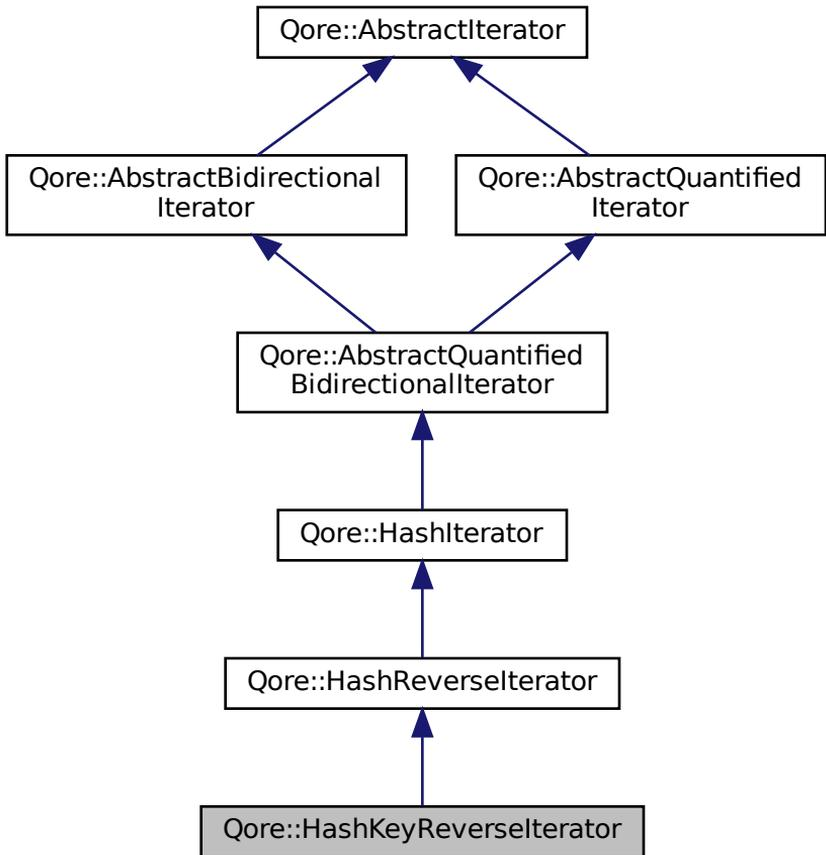 Qore::AbstractIterator
Qore::AbstractBidirectional
Iterator
Qore::AbstractQuantified
Iterator
Qore::AbstractQuantified
BidirectionalIterator
Qore::HashIterator
Qore::HashReverseIterator
Qore::HashKeyReverseIterator